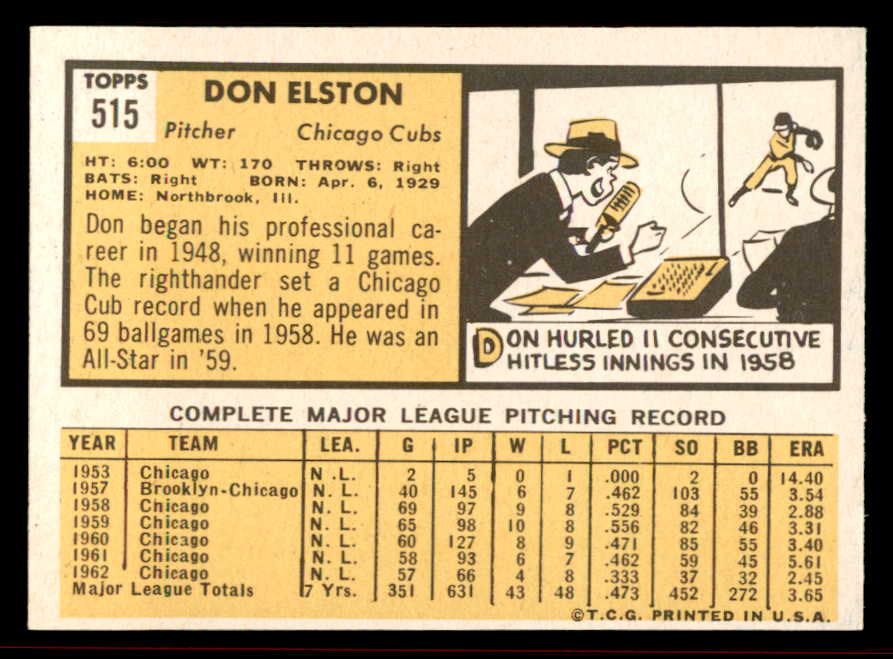 TOPPS
515
DON ELSTON
Pitcher Chicago Cubs
HT: 6:00 WT: 170 THROWS: Right
BATS: Right BORN: Apr. 6, 1929
HOME: Northbrook, Ill.
Don began his professional ca-
reer in 1948, winning 11 games.
The righthander set a Chicago
Cub record when he appeared in
69 ballgames in 1958. He was an
All-Star in '59.
DON HURLED 11 CONSECUTIVE
HITLESS INNINGS IN 1958
COMPLETE MAJOR LEAGUE PITCHING RECORD
YEAR TEAM LEA. G IP W L PCT SO BB ERA
1953 Chicago N .L. 2 5 0 1 .000 2 0 14.40
1957 Brooklyn-Chicago N. L. 40 145 6 7 .462 103 55 3.54
1958 Chicago N. L. 69 97 9 8 .529 84 39 2.88
1959 Chicago N. L. 65 98 10 8 .556 82 46 3.31
1960 Chicago N. L. 60 127 8 9 .471 85 55 3.40
1961 Chicago N. L. 58 93 6 7 .462 59 45 5.61
1962 Chicago N. L. 57 66 4 8 .333 37 32 2.45
Major League Totals 7 Yrs. 351 631 43 48 .473 452 272 3.65
©T.C.G. PRINTED IN U.S.A.